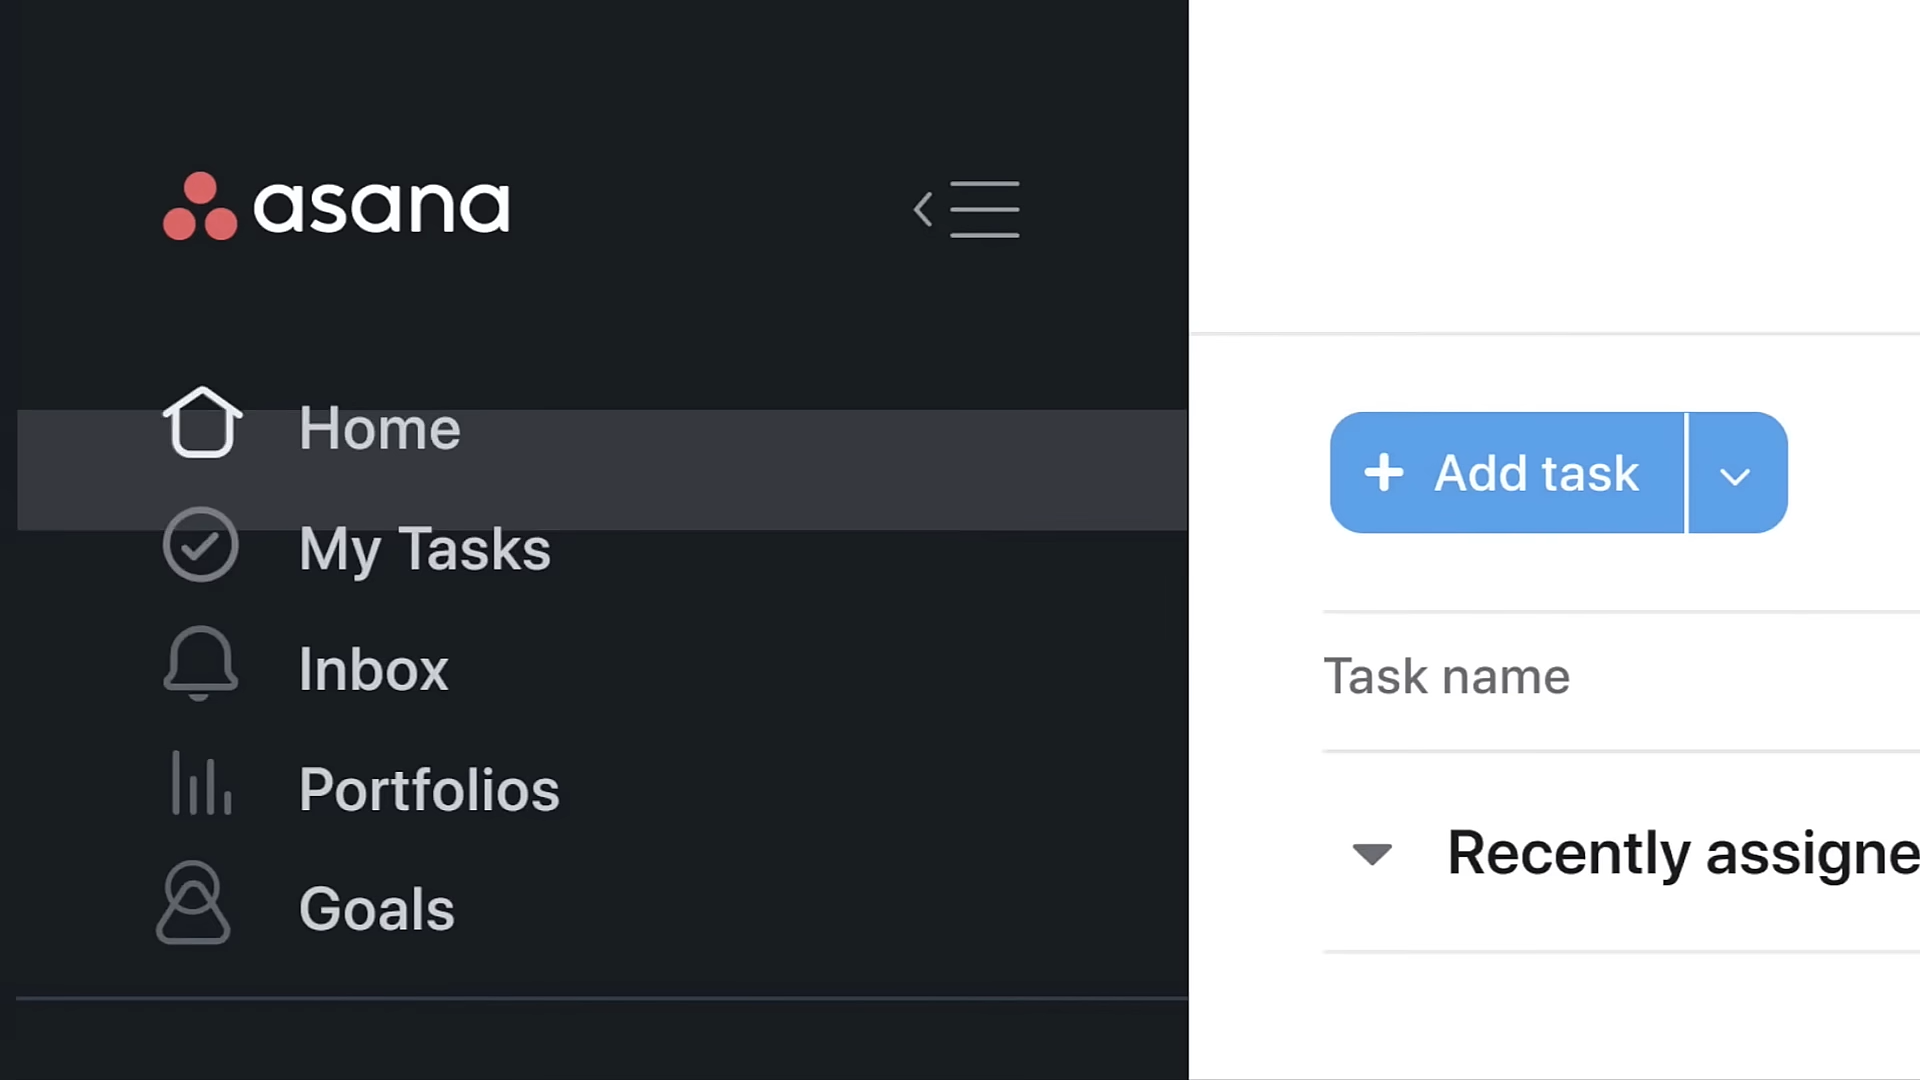 asana
Home
My Tasks
Inbox
Portfolios
Goals
+ Add task
Task name
Recently assigne